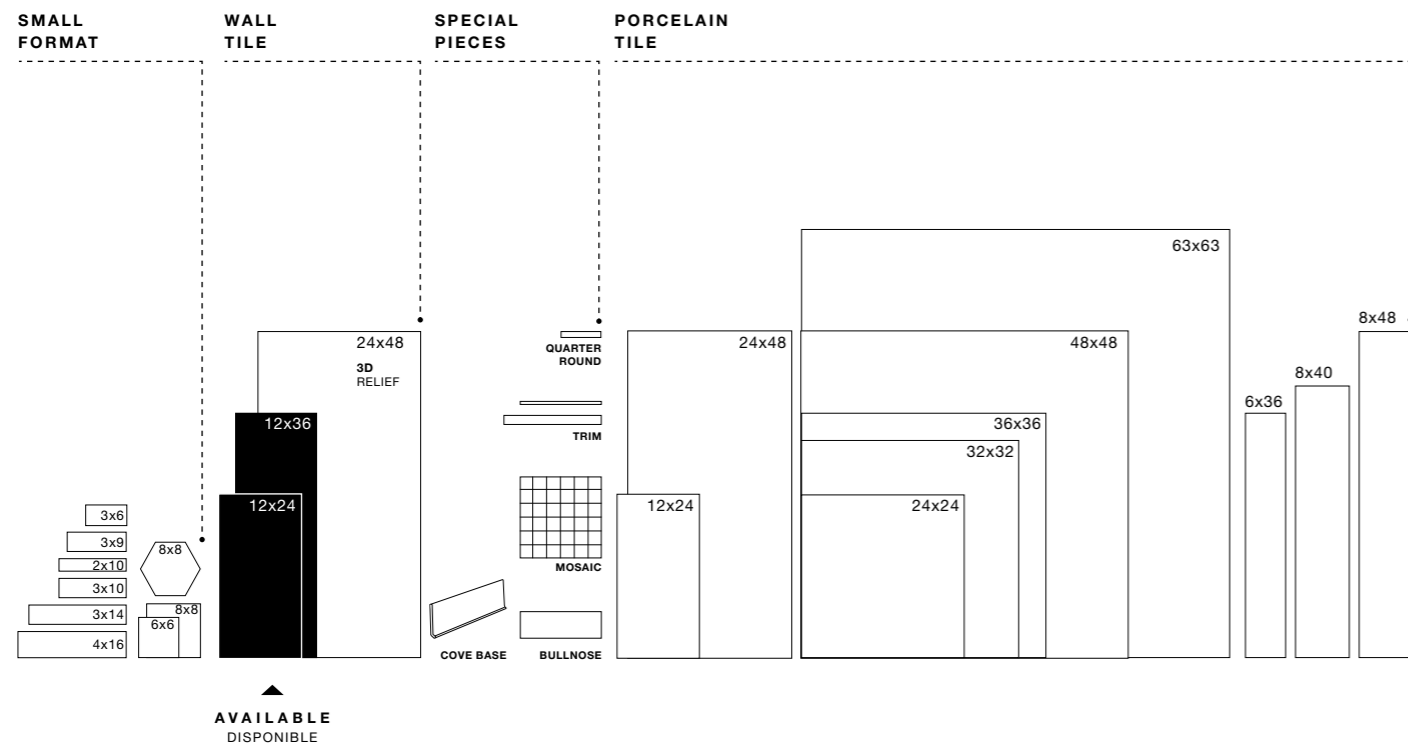 SMALL
FORMAT
WALL
TILE
SPECIAL
PIECES
PORCELAIN
TILE
3x6
3x9
2x10
3x10
3x14
4x16
8x8
8x8
6x6
24x48
3D
RELIEF
12x36
12x24
QUARTER
ROUND
TRIM
MOSAIC
COVE BASE
BULLNOSE
24x48
12x24
63x63
48x48
36x36
32x32
24x24
6x36
8x40
8x48
AVAILABLE
DISPONIBLE